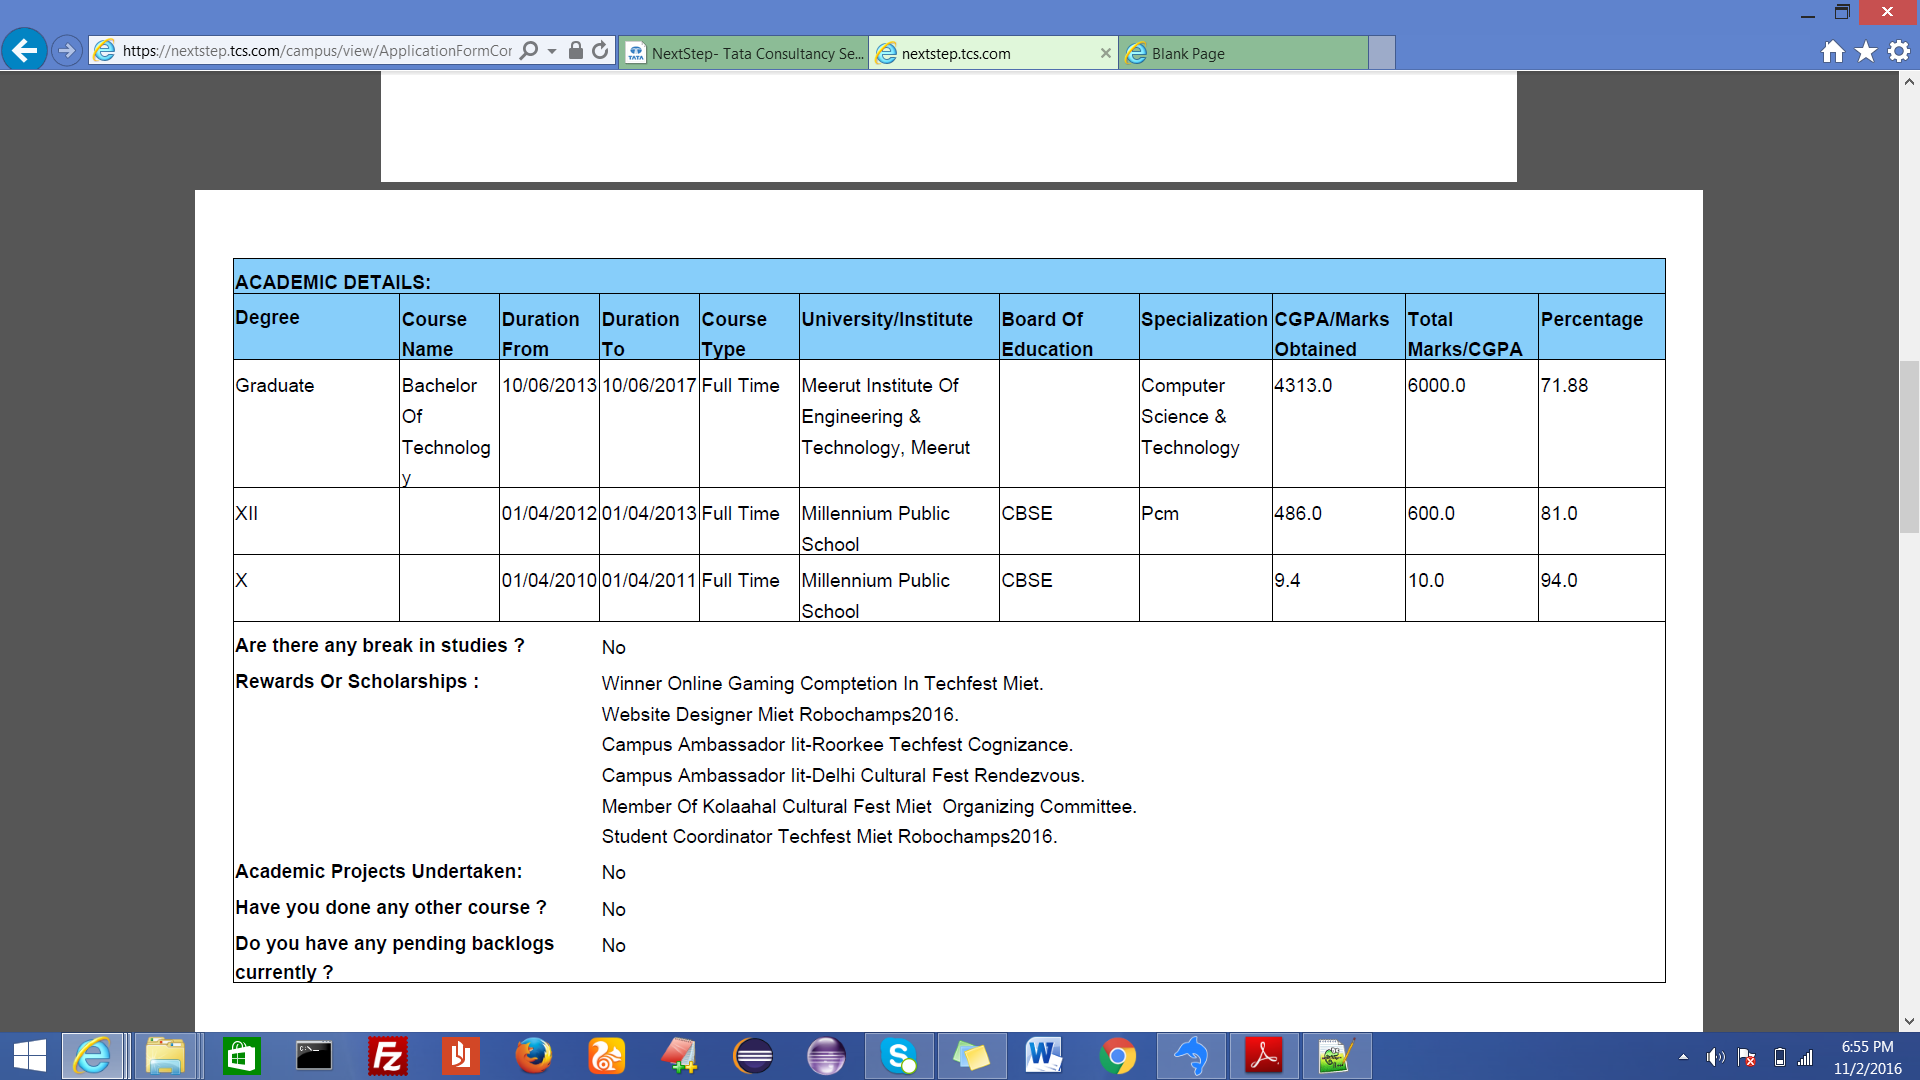 https://nextstep.tcs.com/campus/view/ApplicationFormCor
NextStep- Tata Consultancy Se...
nextstep.tcs.com
Blank Page
ACADEMIC DETAILS:
Degree Course Name Duration From Duration To Course Type University/Institute Board Of Education Specialization CGPA/Marks Obtained Total Marks/CGPA Percentage
Graduate Bachelor Of Technology 10/06/2013 10/06/2017 Full Time Meerut Institute Of Engineering & Technology, Meerut Computer Science & Technology 4313.0 6000.0 71.88
XII 01/04/2012 01/04/2013 Full Time Millennium Public School CBSE Pcm 486.0 600.0 81.0
X 01/04/2010 01/04/2011 Full Time Millennium Public School CBSE 9.4 10.0 94.0
Are there any break in studies ? No
Rewards Or Scholarships : Winner Online Gaming Comptetion In Techfest Miet.
Website Designer Miet Robochamps2016.
Campus Ambassador Iit-Roorkee Techfest Cognizance.
Campus Ambassador Iit-Delhi Cultural Fest Rendezvous.
Member Of Kolaahal Cultural Fest Miet  Organizing Committee.
Student Coordinator Techfest Miet Robochamps2016.
Academic Projects Undertaken: No
Have you done any other course ? No
Do you have any pending backlogs currently ? No
6:55 PM
11/2/2016